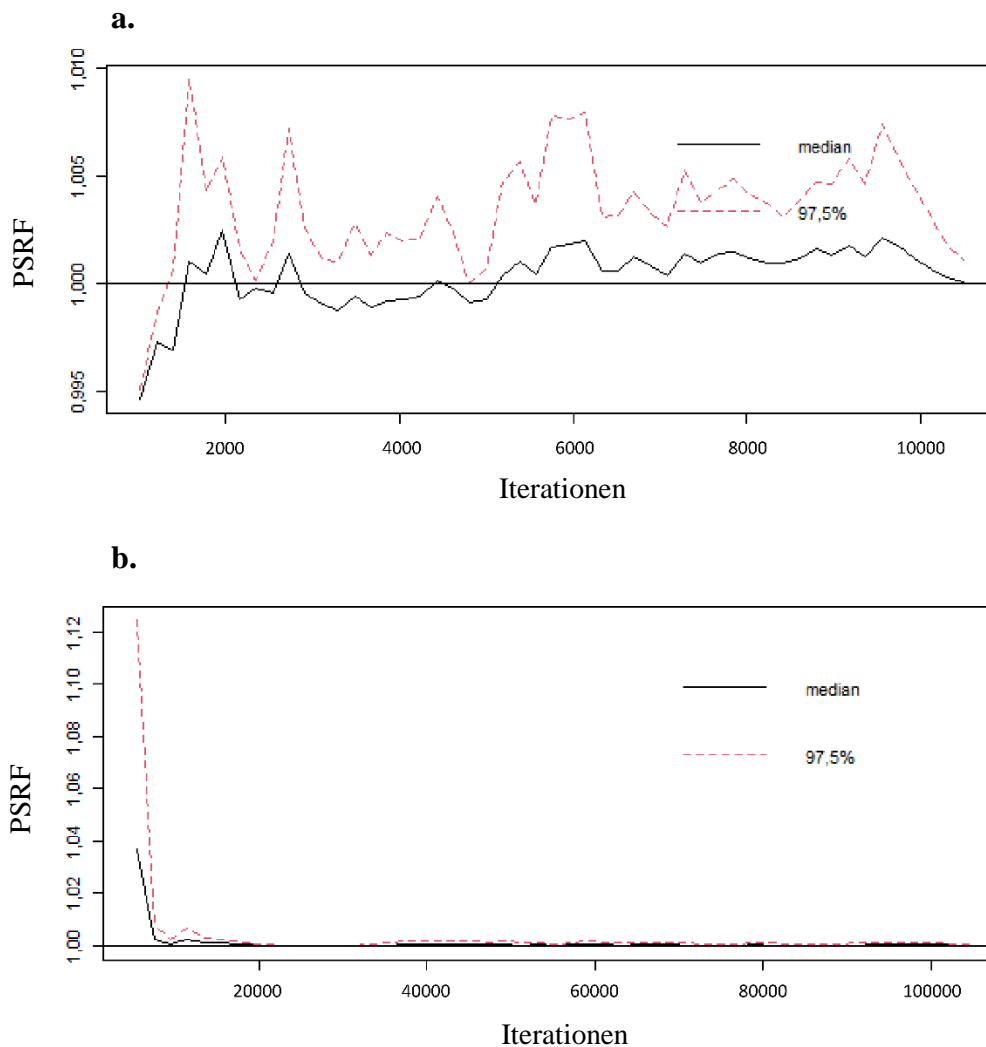 a.
1,010
1,005
1,000
0,995
PSRF
median
97,5%
2000 4000 6000 8000 10000
Iterationen
b.
1,12
1,10
1,08
1,06
1,04
1,02
1,00
PSRF
median
97,5%
20000 40000 60000 80000 100000
Iterationen